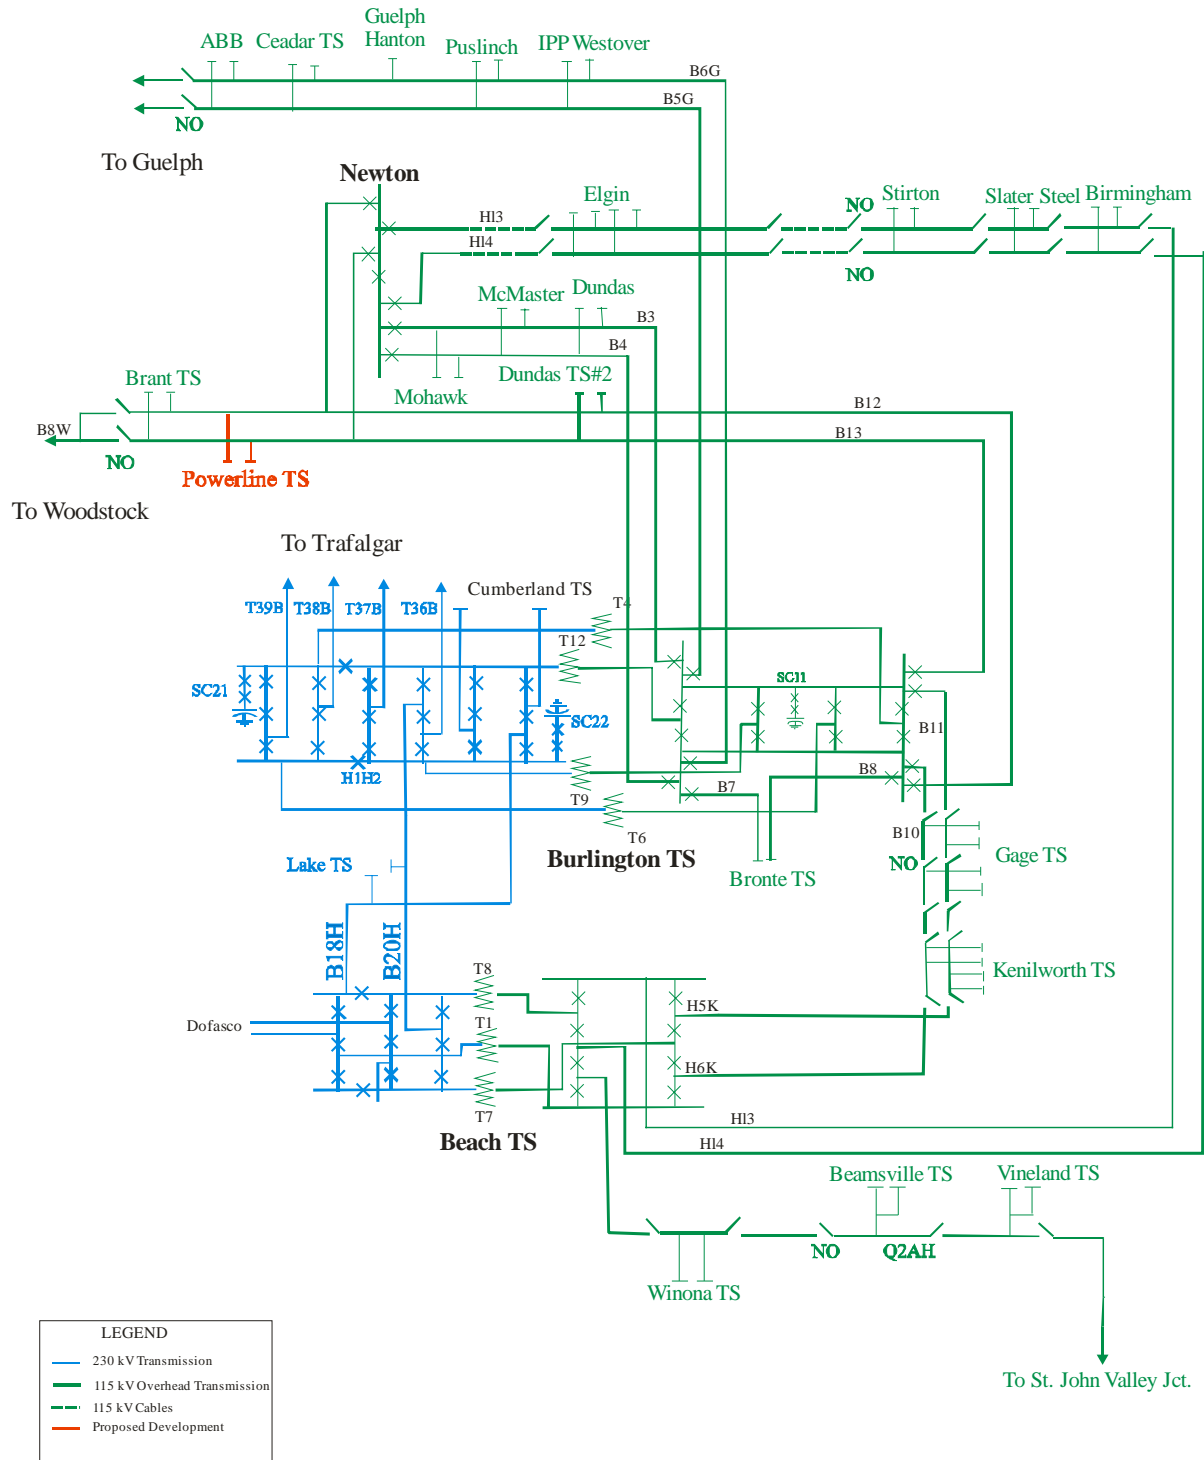 Guelph
Hanton
ABB
Ceadar TS
Puslinch
IPP Westover
B6G
B5G
NO
To Guelph
Newton
Elgin
NO
Stirton
Slater Steel
Birmingham
Hl3
Hl4
NO
McMaster
Dundas
B3
B4
Mohawk
Dundas TS#2
Brant TS
B12
B8W
B13
NO
Powerline TS
To Woodstock
To Trafalgar
Cumberland TS
T39B
T38B
T37B
T36B
T4
T12
SC21
SC22
SC11
B11
H1H2
T9
B7
B8
T6
B10
Burlington TS
NO
Gage TS
Lake TS
Bronte TS
B18H
B20H
Kenilworth TS
T8
Dofasco
T1
H5K
H6K
T7
Hl3
Beach TS
Hl4
Beamsville TS
Vineland TS
NO
Q2AH
Winona TS
To St. John Valley Jct.
LEGEND
230 kV Transmission
115 kV Overhead Transmission
115 kV Cables
Proposed Development